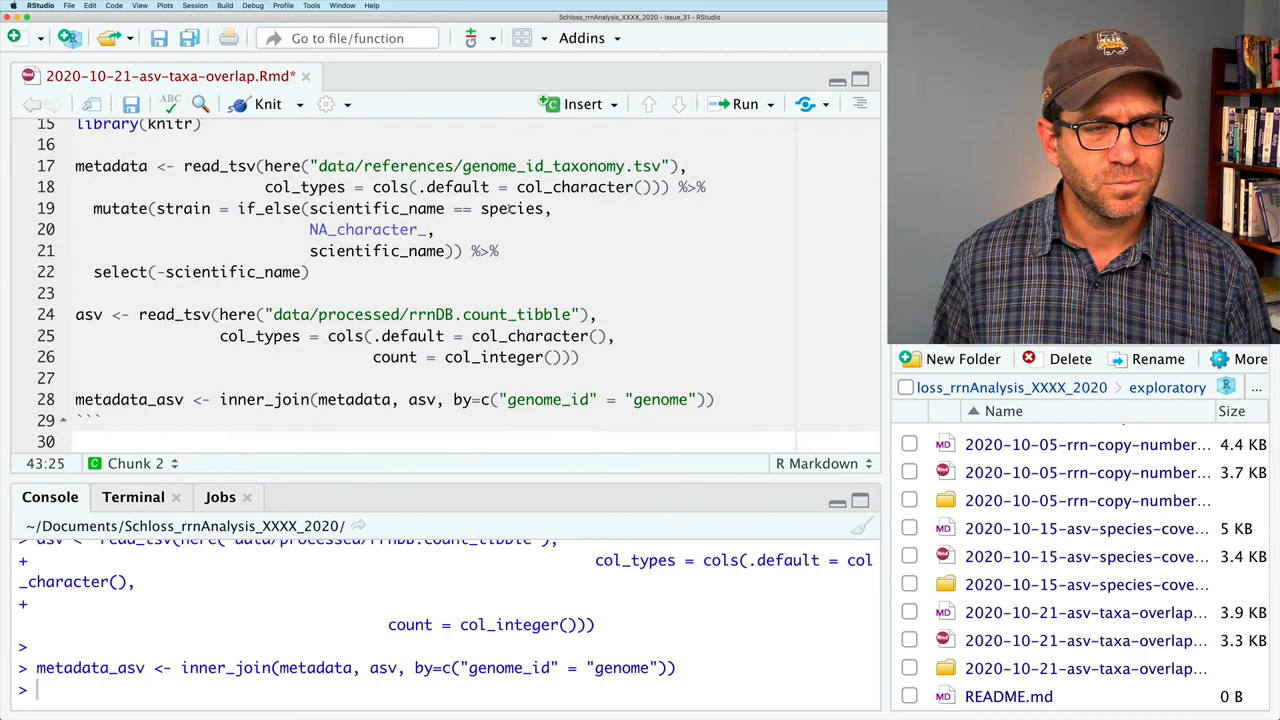 RStudio File Edit Code View Plots Session Build Debug Profile Tools Window Help
Schloss_rrnAnalysis_XXXX_2020 - issue_31 - RStudio
Go to file/function
Addins
2020-10-21-asv-taxa-overlap.Rmd*
ABC
Knit
Insert
Run
15 library(knitr)
16
17 metadata <- read_tsv(here("data/references/genome_id_taxonomy.tsv"),
18 col_types = cols(.default = col_character())) %>%
19 mutate(strain = if_else(scientific_name == species,
20 NA_character_,
21 scientific_name)) %>%
22 select(-scientific_name)
23
24 asv <- read_tsv(here("data/processed/rrnDB.count_tibble"),
25 col_types = cols(.default = col_character(),
26 count = col_integer()))
27
28 metadata_asv <- inner_join(metadata, asv, by=c("genome_id" = "genome"))
29 ```
30
43:25 Chunk 2 R Markdown
Console Terminal Jobs
~/Documents/Schloss_rrnAnalysis_XXXX_2020/
> asv <- read_tsv(here("data/processed/rrnDB.count_tibble"),
+ col_types = cols(.default = col
_character(),
+
count = col_integer()))
>
> metadata_asv <- inner_join(metadata, asv, by=c("genome_id" = "genome"))
>
New Folder Delete Rename More
loss_rrnAnalysis_XXXX_2020 exploratory ...
Name Size
2020-10-05-rrn-copy-number... 4.4 KB
2020-10-05-rrn-copy-number... 3.7 KB
2020-10-05-rrn-copy-number...
2020-10-15-asv-species-cove... 5 KB
2020-10-15-asv-species-cove... 3.4 KB
2020-10-15-asv-species-cove...
2020-10-21-asv-taxa-overlap... 3.9 KB
2020-10-21-asv-taxa-overlap... 3.3 KB
2020-10-21-asv-taxa-overlap...
README.md 0 B